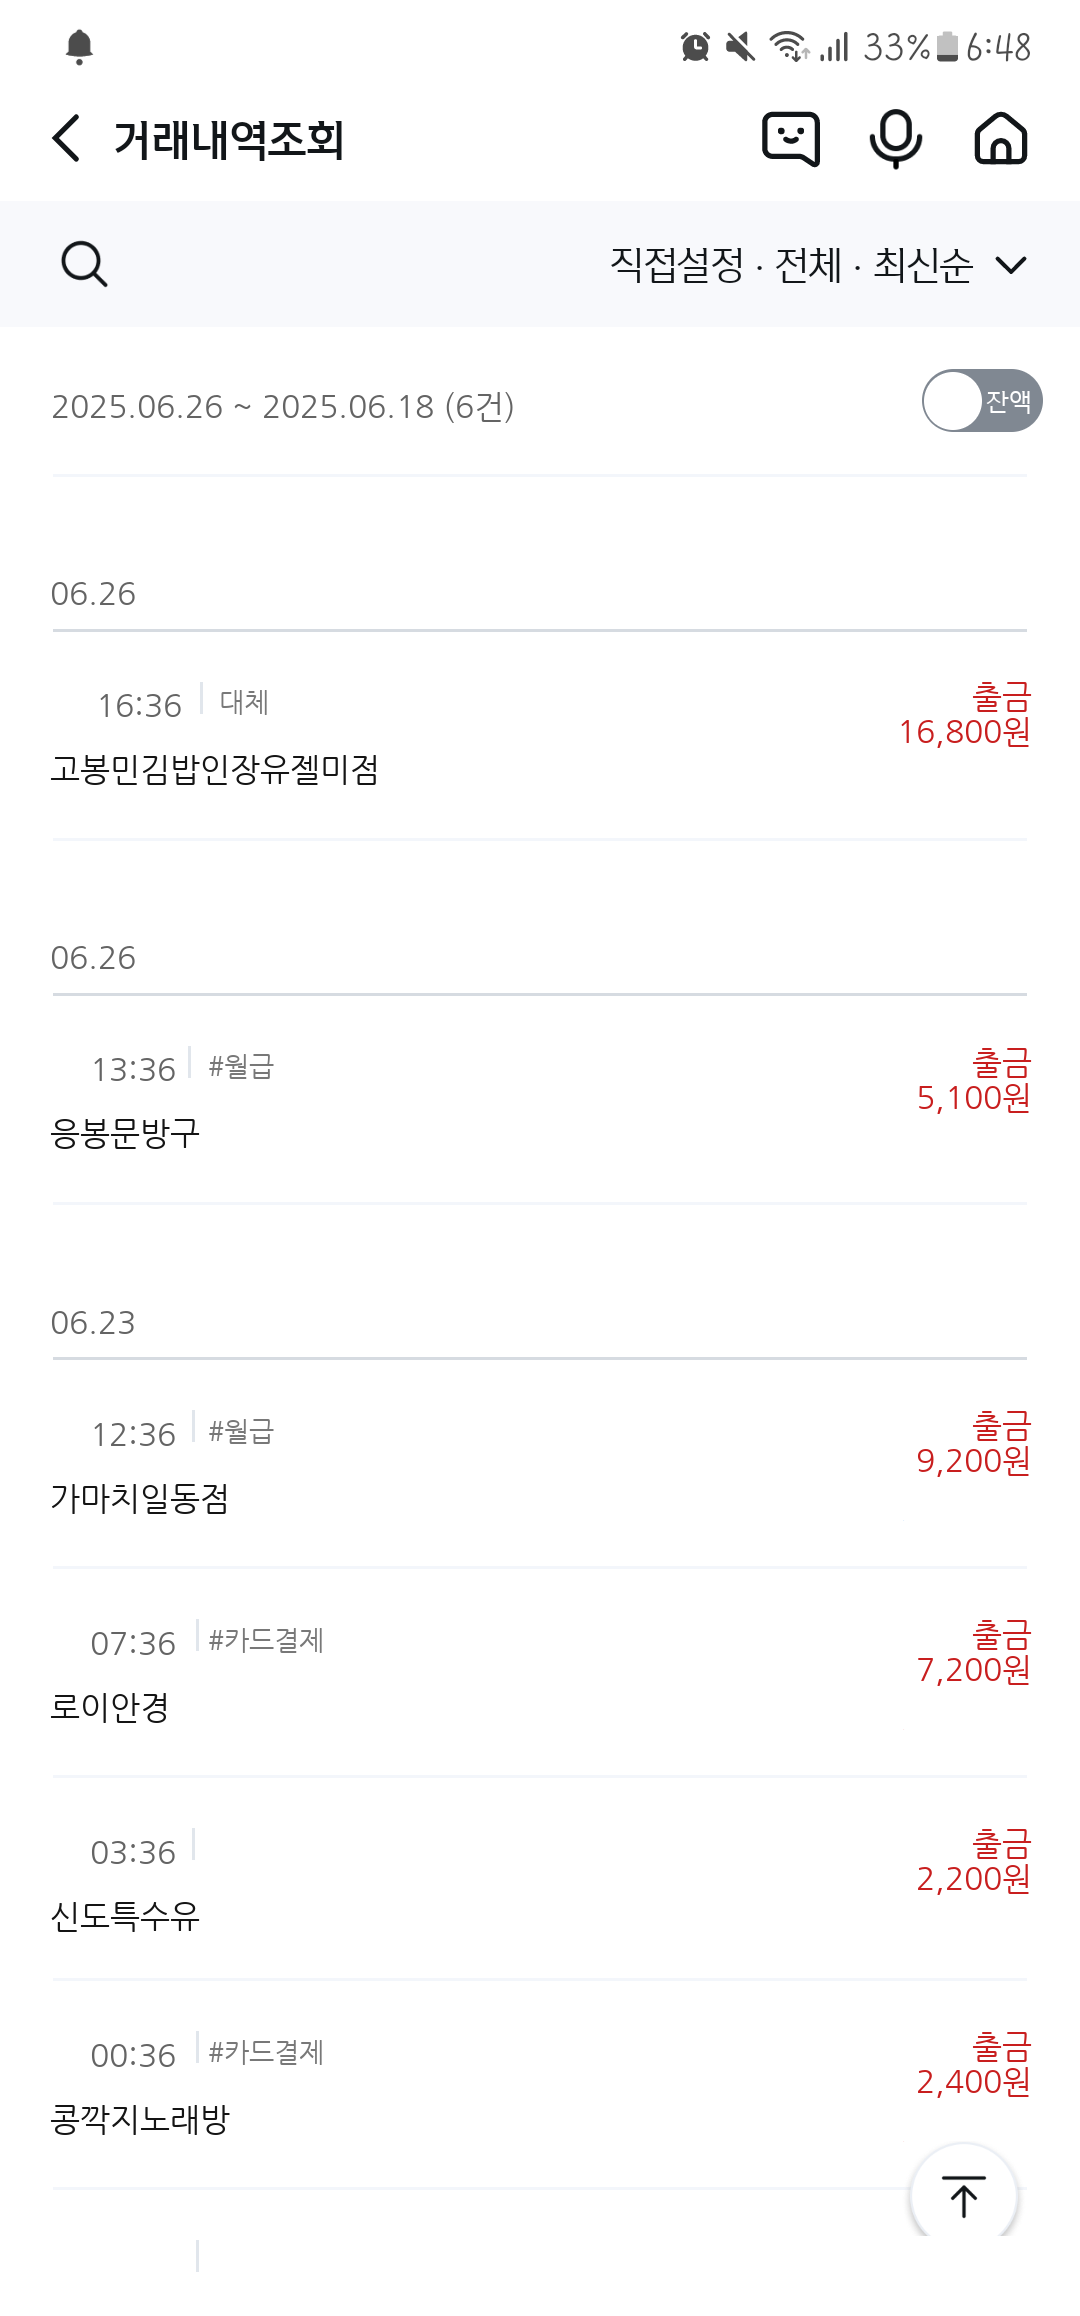 33% 6:48
거래내역조회
직접설정 · 전체 · 최신순
2025.06.26 ~ 2025.06.18 (6건)
잔액
06.26
16:36 대체
출금
16,800원
고봉민김밥인장유젤미점
06.26
13:36 #월급
출금
5,100원
응봉문방구
06.23
12:36 #월급
출금
9,200원
가마치일동점
07:36 #카드결제
출금
7,200원
로이안경
03:36
출금
2,200원
신도특수유
00:36 #카드결제
출금
2,400원
콩깍지노래방